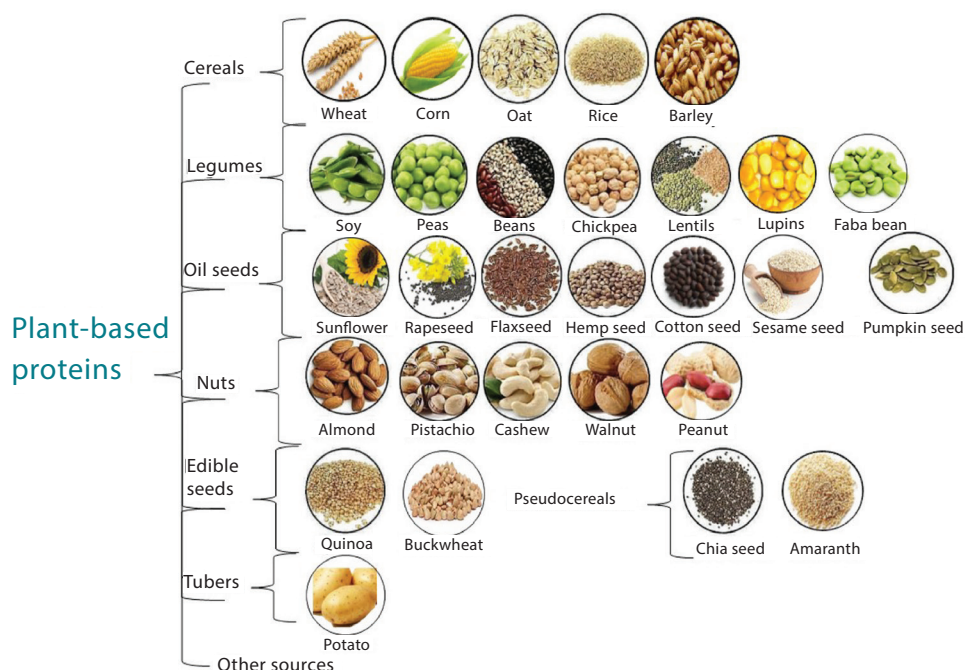 Cereals
Wheat Corn Oat Rice Barley
Legumes
Soy Peas Beans Chickpea Lentils Lupins Faba bean
Oil seeds
Sunflower Rapeseed Flaxseed Hemp seed Cotton seed Sesame seed Pumpkin seed
Plant-based
proteins
Nuts
Almond Pistachio Cashew Walnut Peanut
Edible
seeds
Pseudocereals
Quinoa Buckwheat Chia seed Amaranth
Tubers
Potato
Other sources